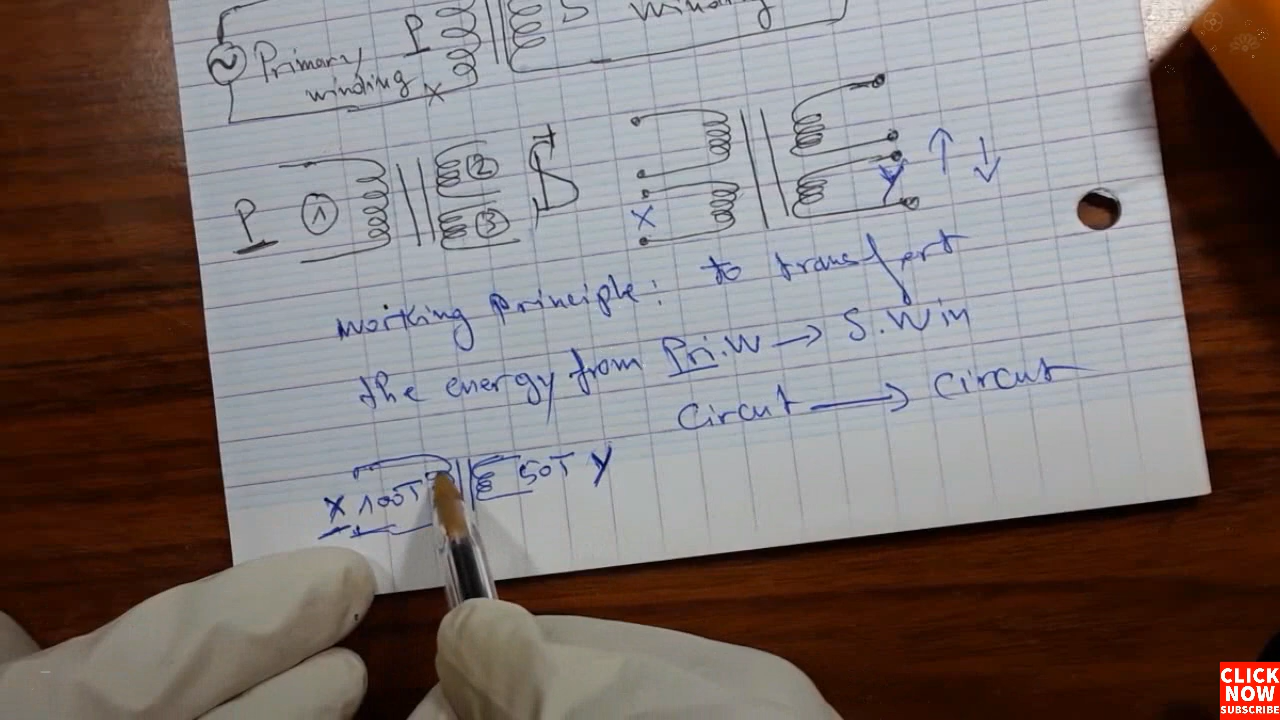 P S winding
Primary
winding X
P 1 2 3 S
X Y
working principle: to transfert
the energy from Pri.W → S.Win
Circut → Circut
X 100T 50T Y
CLICK
NOW
SUBSCRIBE